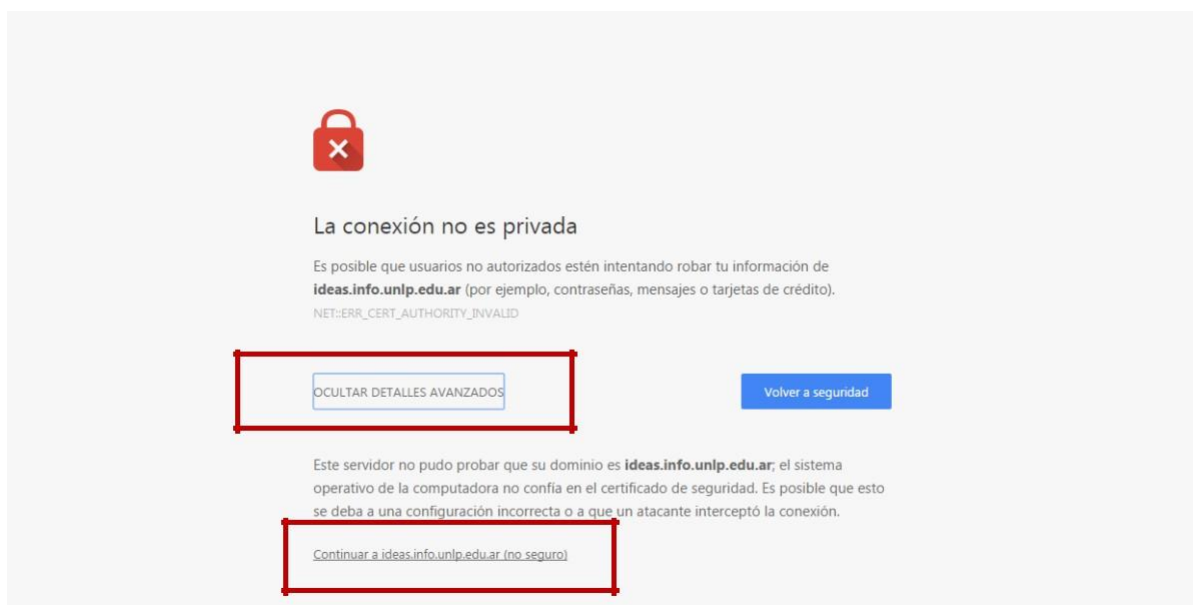 La conexión no es privada
Es posible que usuarios no autorizados estén intentando robar tu información de
ideas.info.unlp.edu.ar (por ejemplo, contraseñas, mensajes o tarjetas de crédito).
NET::ERR_CERT_AUTHORITY_INVALID
OCULTAR DETALLES AVANZADOS
Volver a seguridad
Este servidor no pudo probar que su dominio es ideas.info.unlp.edu.ar; el sistema
operativo de la computadora no confía en el certificado de seguridad. Es posible que esto
se deba a una configuración incorrecta o a que un atacante interceptó la conexión.
Continuar a ideas.info.unlp.edu.ar (no seguro)